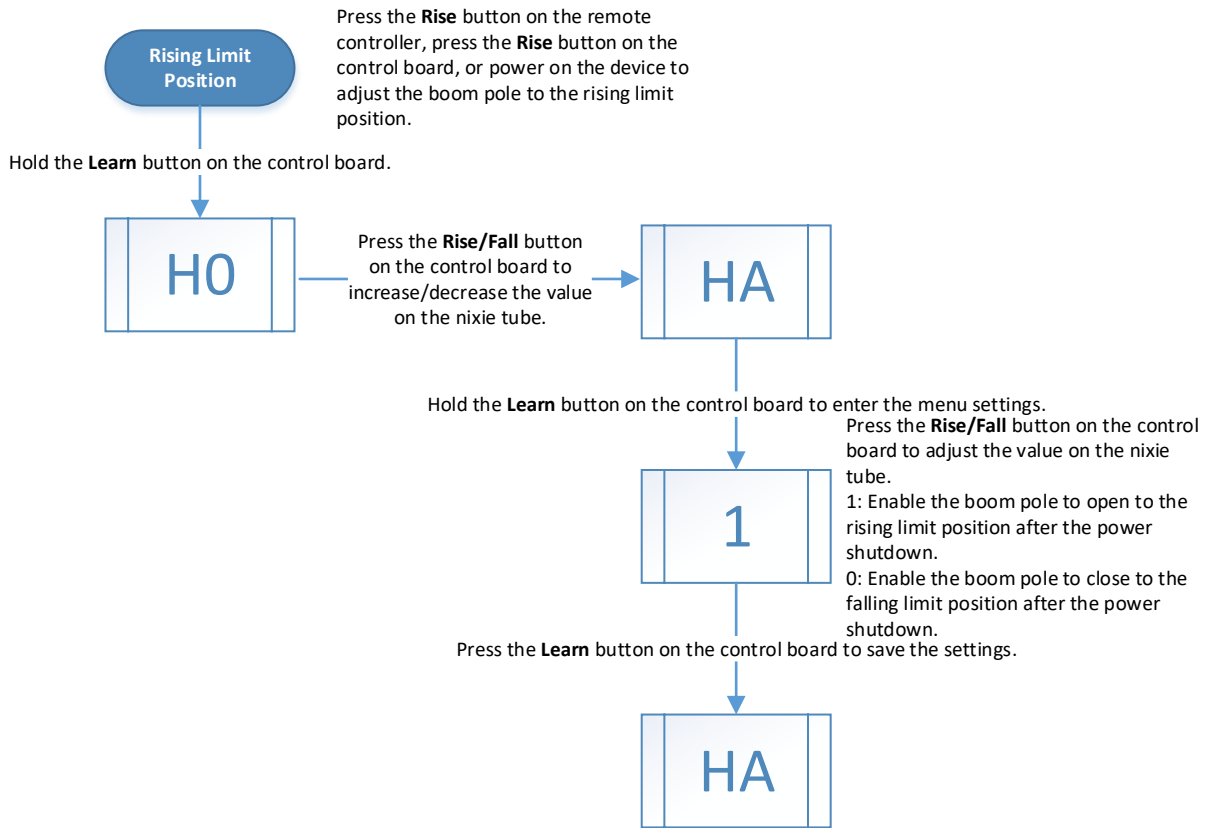 Press the Rise button on the remote
controller, press the Rise button on the
control board, or power on the device to
adjust the boom pole to the rising limit
position.
Rising Limit
Position
Hold the Learn button on the control board.
H0
Press the Rise/Fall button
on the control board to
increase/decrease the value
on the nixie tube.
HA
Hold the Learn button on the control board to enter the menu settings.
Press the Rise/Fall button on the control
board to adjust the value on the nixie
tube.
1: Enable the boom pole to open to the
rising limit position after the power
shutdown.
0: Enable the boom pole to close to the
falling limit position after the power
shutdown.
1
Press the Learn button on the control board to save the settings.
HA